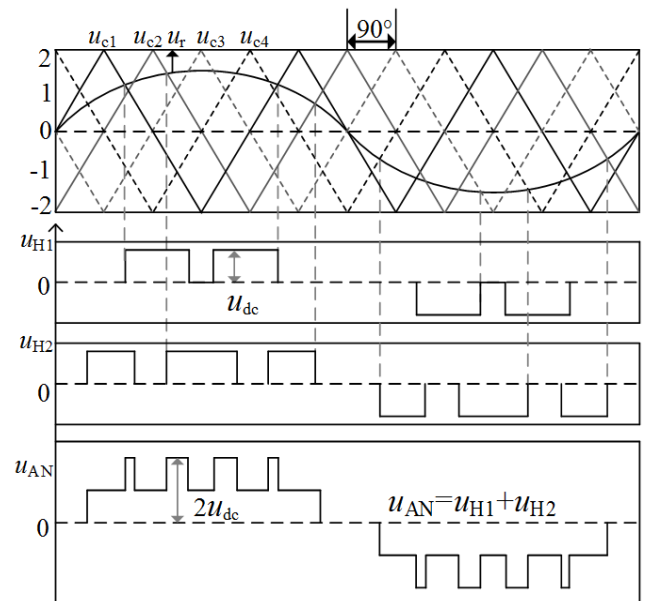 90°
u_c1 u_c2 u_r u_c3 u_c4
2
1
0
-1
-2
u_H1
0
u_dc
u_H2
0
u_AN
2u_dc
u_AN=u_H1+u_H2
0